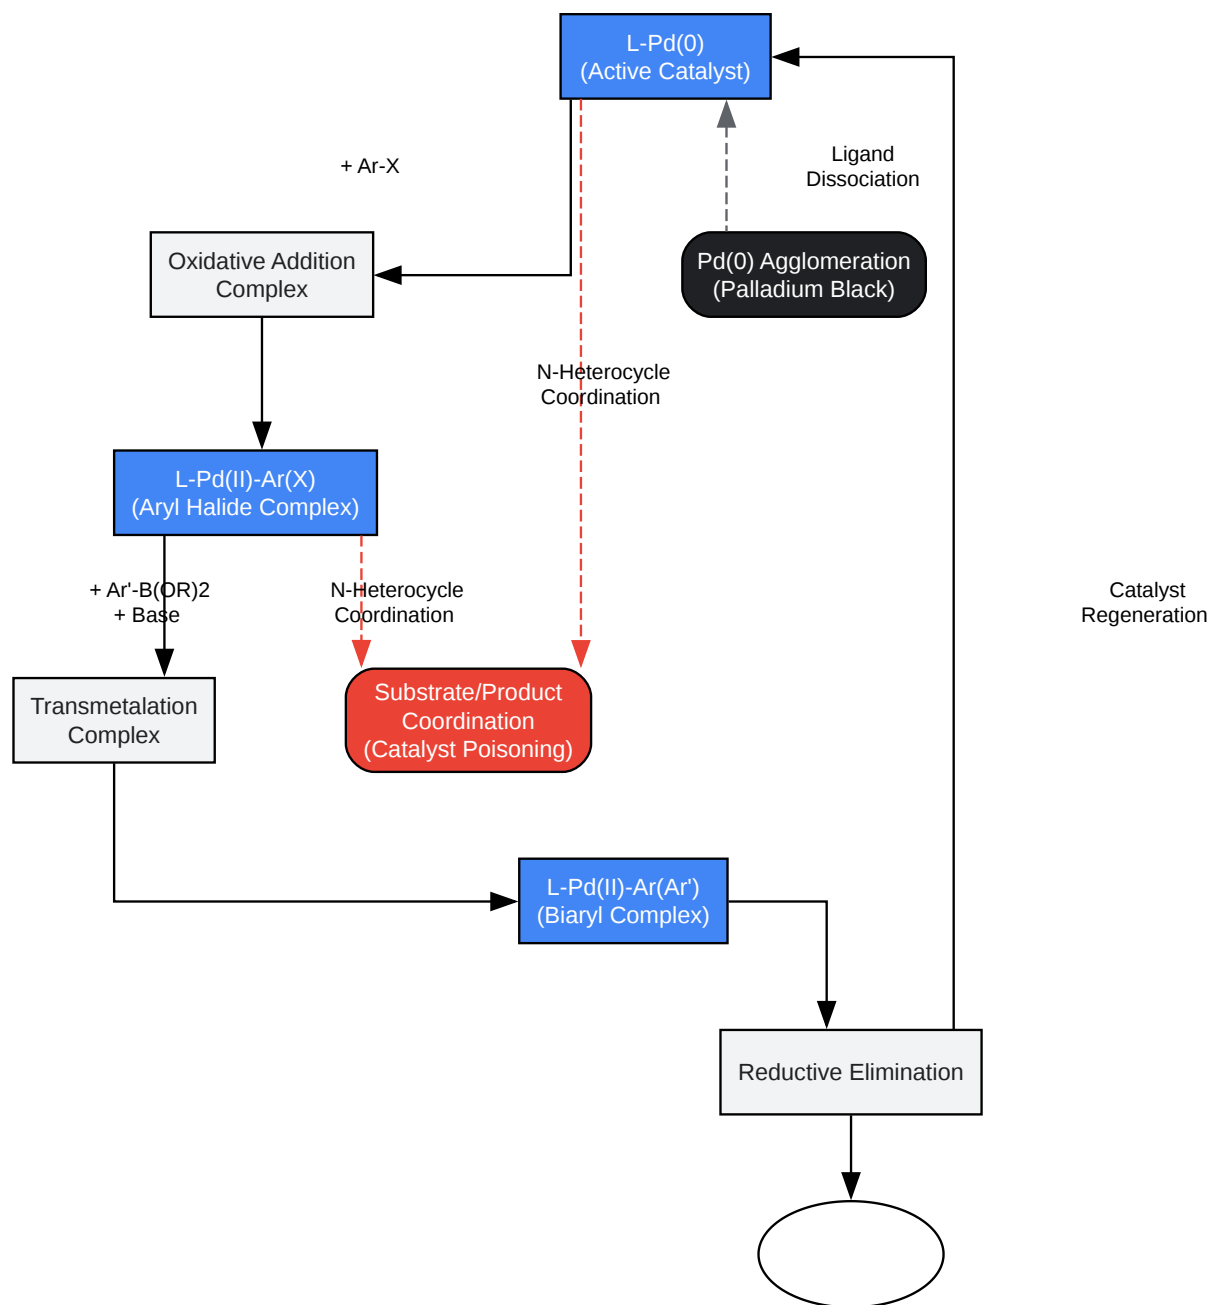 L-Pd(0)
(Active Catalyst)
Ligand
Dissociation
+ Ar-X
Oxidative Addition
Complex
Pd(0) Agglomeration
(Palladium Black)
N-Heterocycle
Coordination
L-Pd(II)-Ar(X)
(Aryl Halide Complex)
+ Ar'-B(OR)2
+ Base
N-Heterocycle
Coordination
Catalyst
Regeneration
Transmetalation
Complex
Substrate/Product
Coordination
(Catalyst Poisoning)
L-Pd(II)-Ar(Ar')
(Biaryl Complex)
Reductive Elimination